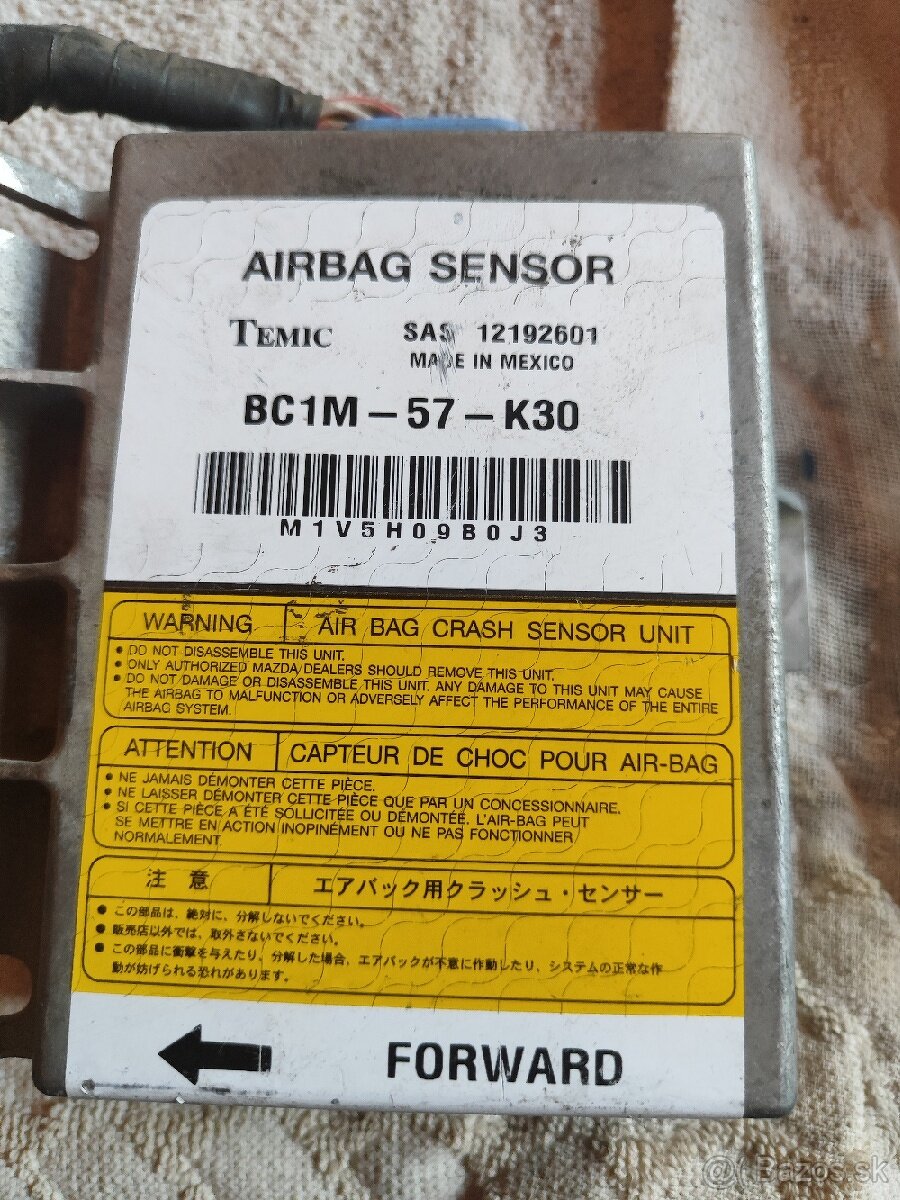 AIRBAG SENSOR
TEMIC SAS 12192601
MADE IN MEXICO
BC1M-57-K30
M1V5H09B0J3
WARNING AIR BAG CRASH SENSOR UNIT
• DO NOT DISASSEMBLE THIS UNIT.
• ONLY AUTHORIZED MAZDA DEALERS SHOULD REMOVE THIS UNIT.
• DO NOT DAMAGE OR DISASSEMBLE THIS UNIT. ANY DAMAGE TO THIS UNIT MAY CAUSE
THE AIRBAG TO MALFUNCTION OR ADVERSELY AFFECT THE PERFORMANCE OF THE ENTIRE
AIRBAG SYSTEM.
ATTENTION CAPTEUR DE CHOC POUR AIR-BAG
• NE JAMAIS DÉMONTER CETTE PIÈCE.
• NE LAISSER DÉMONTER CETTE PIÈCE QUE PAR UN CONCESSIONNAIRE.
• SI CETTE PIÈCE A ÉTÉ SOLLICITÉE OU DÉMONTÉE, L'AIR-BAG PEUT
SE METTRE EN ACTION INOPINÉMENT OU NE PAS FONCTIONNER
NORMALEMENT.
注 意 エアバック用クラッシュ・センサー
• この部品は、絶対に、分解しないでください。
• 販売店以外では、取外さないでください。
• この部品に衝撃を与えたり、分解した場合、エアバックが不意に作動したり、システムの正常な作
動が妨げられる恐れがあります。
FORWARD
@ Bazos.sk